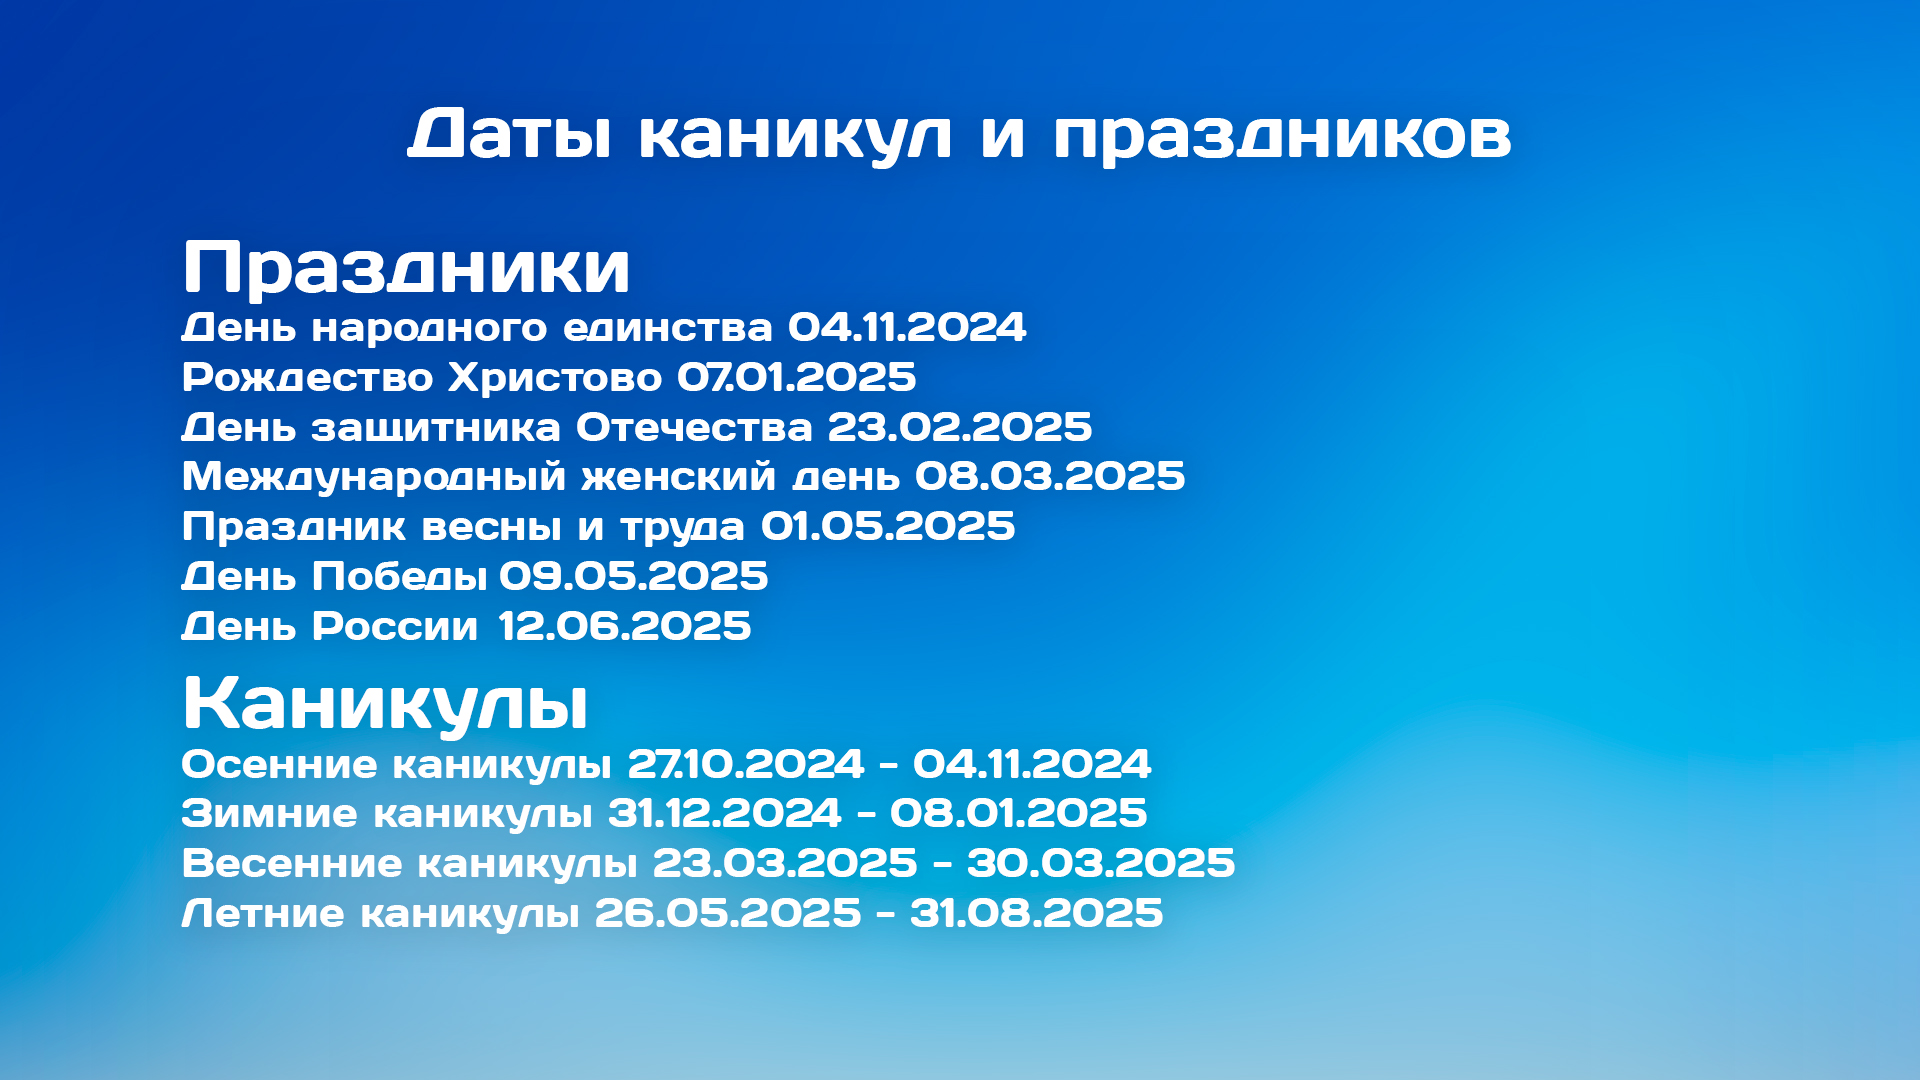 Даты каникул и праздников
Праздники
День народного единства 04.11.2024
Рождество Христово 07.01.2025
День защитника Отечества 23.02.2025
Международный женский день 08.03.2025
Праздник весны и труда 01.05.2025
День Победы 09.05.2025
День России 12.06.2025
Каникулы
Осенние каникулы 27.10.2024 - 04.11.2024
Зимние каникулы 31.12.2024 - 08.01.2025
Весенние каникулы 23.03.2025 - 30.03.2025
Летние каникулы 26.05.2025 - 31.08.2025